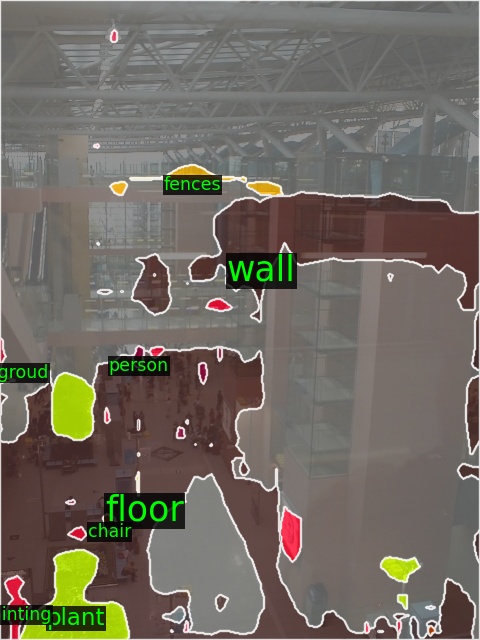 fences
wall
groud
person
floor
chair
inting
plant